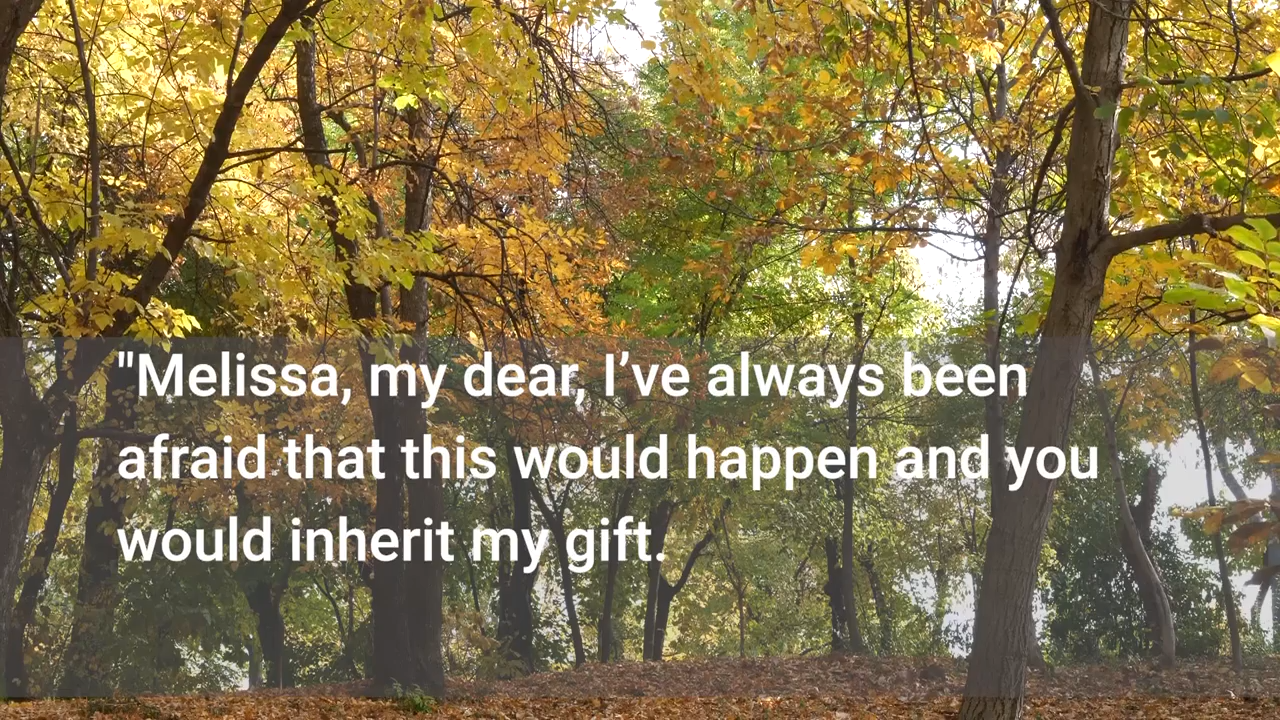 "Melissa, my dear, I’ve always been
afraid that this would happen and you
would inherit my gift.